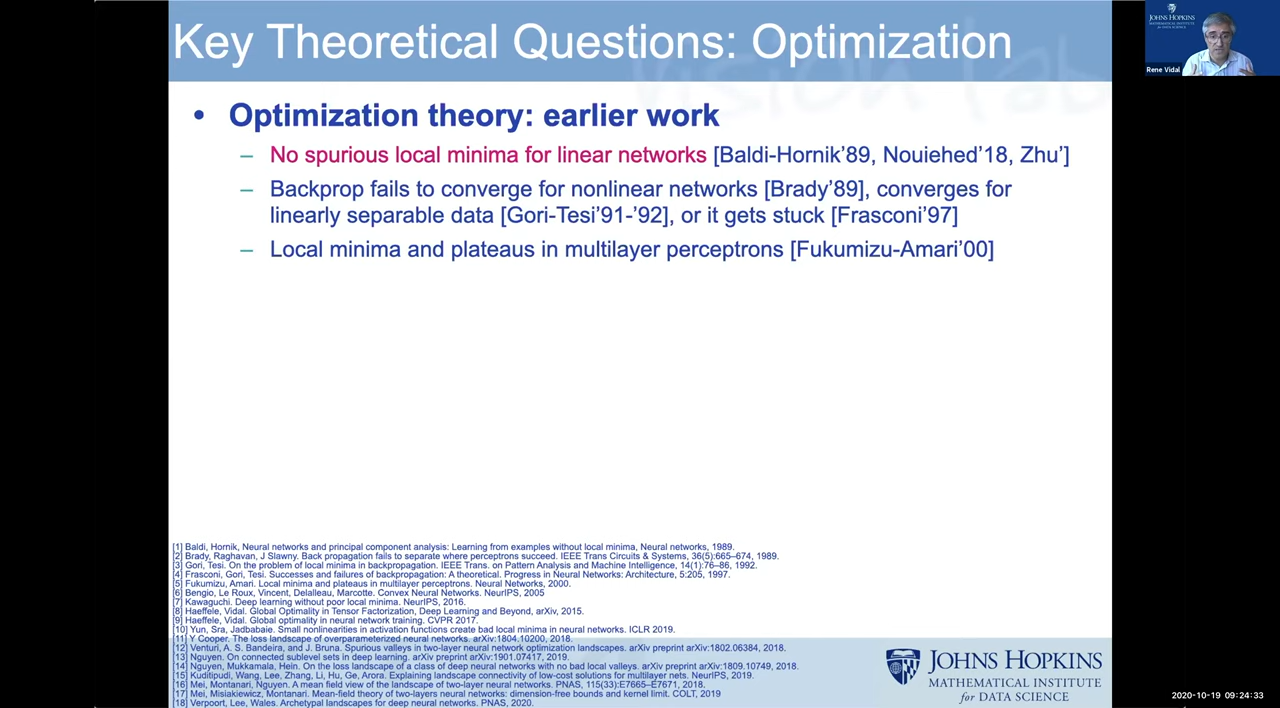 Key Theoretical Questions: Optimization
JOHNS HOPKINS
MATHEMATICAL INSTITUTE
for DATA SCIENCE
Rene Vidal
• Optimization theory: earlier work
– No spurious local minima for linear networks [Baldi-Hornik’89, Nouiehed’18, Zhu’]
– Backprop fails to converge for nonlinear networks [Brady’89], converges for
linearly separable data [Gori-Tesi’91-’92], or it gets stuck [Frasconi’97]
– Local minima and plateaus in multilayer perceptrons [Fukumizu-Amari’00]
[1] Baldi, Hornik, Neural networks and principal component analysis: Learning from examples without local minima, Neural networks, 1989.
[2] Brady, Raghavan, J Slawny. Back propagation fails to separate where perceptrons succeed. IEEE Trans Circuits & Systems, 36(5):665–674, 1989.
[3] Gori, Tesi. On the problem of local minima in backpropagation. IEEE Trans. on Pattern Analysis and Machine Intelligence, 14(1):76–86, 1992.
[4] Frasconi, Gori, Tesi. Successes and failures of backpropagation: A theoretical. Progress in Neural Networks: Architecture, 5:205, 1997.
[5] Fukumizu, Amari. Local minima and plateaus in multilayer perceptrons. Neural Networks, 2000.
[6] Bengio, Le Roux, Vincent, Delalleau, Marcotte. Convex Neural Networks. NeurIPS, 2005
[7] Kawaguchi. Deep learning without poor local minima. NeurIPS, 2016.
[8] Haeffele, Vidal. Global Optimality in Tensor Factorization, Deep Learning and Beyond, arXiv, 2015.
[9] Haeffele, Vidal. Global optimality in neural network training. CVPR 2017.
[10] Yun, Sra, Jadbabaie. Small nonlinearities in activation functions create bad local minima in neural networks. ICLR 2019.
[11] Y Cooper. The loss landscape of overparameterized neural networks. arXiv:1804.10200, 2018.
[12] Venturi, A. S. Bandeira, and J. Bruna. Spurious valleys in two-layer neural network optimization landscapes. arXiv preprint arXiv:1802.06384, 2018.
[13] Nguyen. On connected sublevel sets in deep learning. arXiv preprint arXiv:1901.07417, 2019.
[14] Nguyen, Mukkamala, Hein. On the loss landscape of a class of deep neural networks with no bad local valleys. arXiv preprint arXiv:1809.10749, 2018.
[15] Kuditipudi, Wang, Lee, Zhang, Li, Hu, Ge, Arora. Explaining landscape connectivity of low-cost solutions for multilayer nets. NeurIPS, 2019.
[16] Mei, Montanari, Nguyen. A mean field view of the landscape of two-layer neural networks. PNAS, 115(33):E7665–E7671, 2018.
[17] Mei, Misiakiewicz, Montanari. Mean-field theory of two-layers neural networks: dimension-free bounds and kernel limit. COLT, 2019
[18] Verpoort, Lee, Wales. Archetypal landscapes for deep neural networks. PNAS, 2020.
JOHNS HOPKINS
MATHEMATICAL INSTITUTE
for DATA SCIENCE
2020-10-19 09:24:33